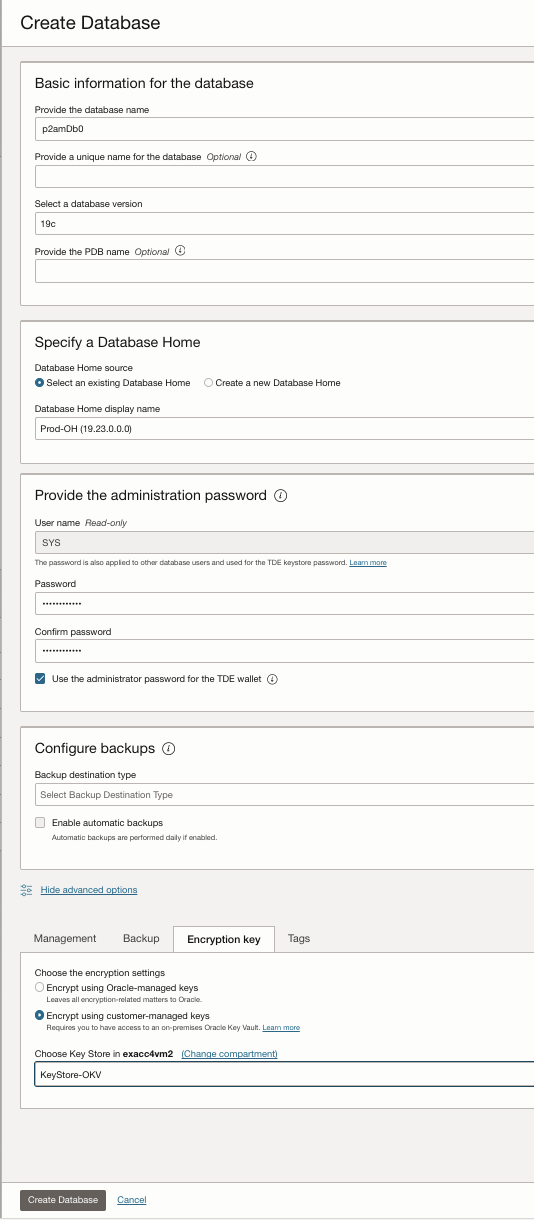 Create Database
Basic information for the database
Provide the database name
p2amDb0
Provide a unique name for the database Optional
Select a database version
19c
Provide the PDB name Optional
Specify a Database Home
Database Home source
Select an existing Database Home Create a new Database Home
Database Home display name
Prod-OH (19.23.0.0.0)
Provide the administration password
User name Read-only
SYS
The password is also applied to other database users and used for the TDE keystore password. Learn more
Password
••••••••••••
Confirm password
••••••••••••
Use the administrator password for the TDE wallet
Configure backups
Backup destination type
Select Backup Destination Type
Enable automatic backups
Automatic backups are performed daily if enabled.
Hide advanced options
Management Backup Encryption key Tags
Choose the encryption settings
Encrypt using Oracle-managed keys
Leaves all encryption-related matters to Oracle.
Encrypt using customer-managed keys
Requires you to have access to an on-premises Oracle Key Vault. Learn more
Choose Key Store in exacc4vm2 (Change compartment)
KeyStore-OKV
Create Database Cancel